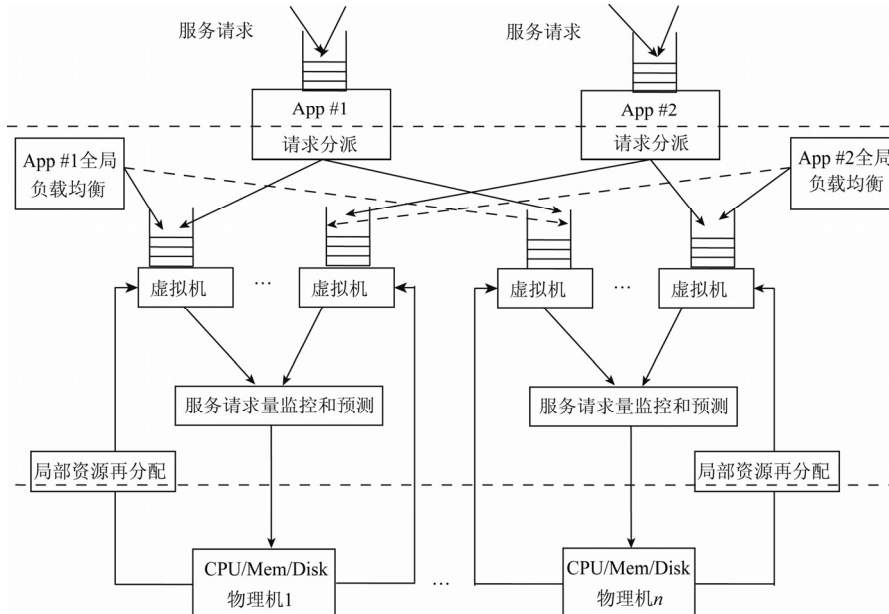 服务请求
服务请求
App #1
请求分派
App #2
请求分派
App #1全局
负载均衡
App #2全局
负载均衡
虚拟机
…
虚拟机
虚拟机
…
虚拟机
服务请求量监控和预测
服务请求量监控和预测
局部资源再分配
局部资源再分配
CPU/Mem/Disk
物理机1
…
CPU/Mem/Disk
物理机n